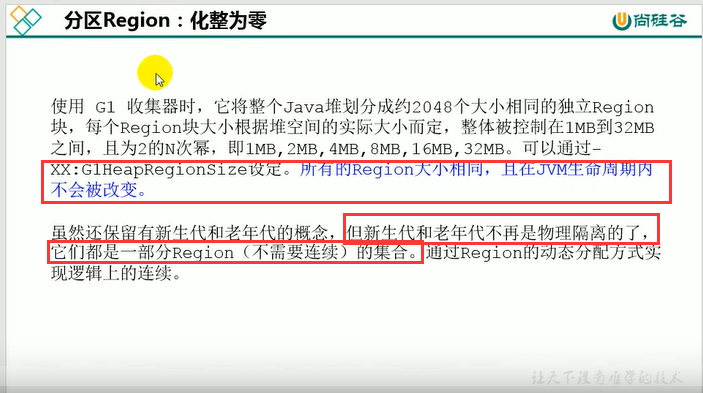 分区Region：化整为零
尚硅谷
使用 G1 收集器时，它将整个Java堆划分成约2048个大小相同的独立Region
块，每个Region块大小根据堆空间的实际大小而定，整体被控制在1MB到32MB
之间，且为2的N次幂，即1MB,2MB,4MB,8MB,16MB,32MB。可以通过-
XX:G1HeapRegionSize设定。所有的Region大小相同，且在JVM生命周期内
不会被改变。
虽然还保留有新生代和老年代的概念，但新生代和老年代不再是物理隔离的了，
它们都是一部分Region（不需要连续）的集合。通过Region的动态分配方式实
现逻辑上的连续。
让天下没有难学的技术